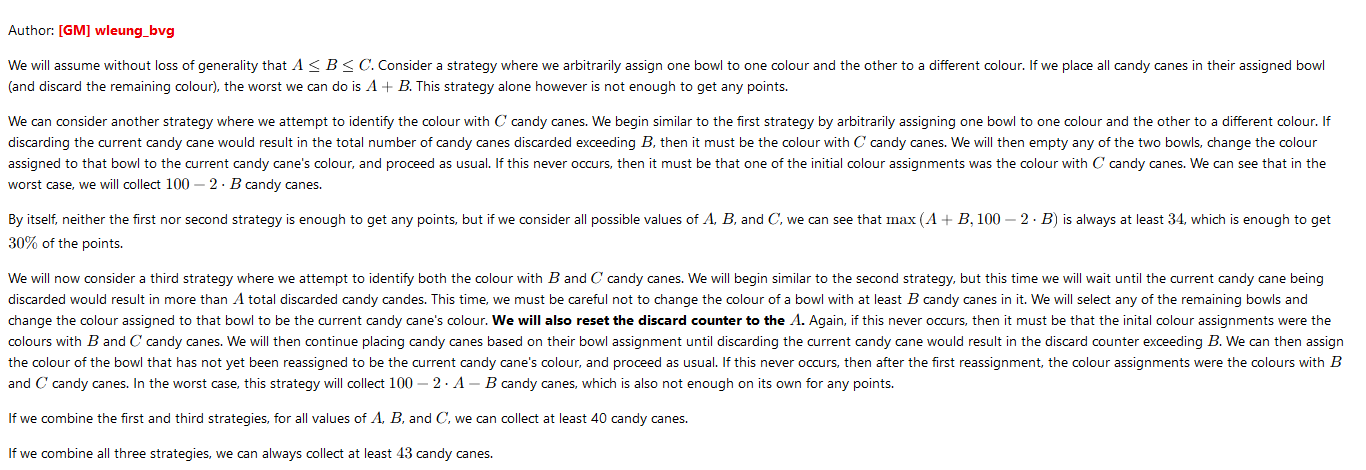 Author: [GM] wleung_bvg
We will assume without loss of generality that A ≤ B ≤ C. Consider a strategy where we arbitrarily assign one bowl to one colour and the other to a different colour. If we place all candy canes in their assigned bowl
(and discard the remaining colour), the worst we can do is A + B. This strategy alone however is not enough to get any points.
We can consider another strategy where we attempt to identify the colour with C candy canes. We begin similar to the first strategy by arbitrarily assigning one bowl to one colour and the other to a different colour. If
discarding the current candy cane would result in the total number of candy canes discarded exceeding B, then it must be the colour with C candy canes. We will then empty any of the two bowls, change the colour
assigned to that bowl to the current candy cane's colour, and proceed as usual. If this never occurs, then it must be that one of the initial colour assignments was the colour with C candy canes. We can see that in the
worst case, we will collect 100 − 2 · B candy canes.
By itself, neither the first nor second strategy is enough to get any points, but if we consider all possible values of A, B, and C, we can see that max (A + B, 100 − 2 · B) is always at least 34, which is enough to get
30% of the points.
We will now consider a third strategy where we attempt to identify both the colour with B and C candy canes. We will begin similar to the second strategy, but this time we will wait until the current candy cane being
discarded would result in more than A total discarded candy candes. This time, we must be careful not to change the colour of a bowl with at least B candy canes in it. We will select any of the remaining bowls and
change the colour assigned to that bowl to be the current candy cane's colour. We will also reset the discard counter to the A. Again, if this never occurs, then it must be that the inital colour assignments were the
colours with B and C candy canes. We will then continue placing candy canes based on their bowl assignment until discarding the current candy cane would result in the discard counter exceeding B. We can then assign
the colour of the bowl that has not yet been reassigned to be the current candy cane's colour, and proceed as usual. If this never occurs, then after the first reassignment, the colour assignments were the colours with B
and C candy canes. In the worst case, this strategy will collect 100 − 2 · A − B candy canes, which is also not enough on its own for any points.
If we combine the first and third strategies, for all values of A, B, and C, we can collect at least 40 candy canes.
If we combine all three strategies, we can always collect at least 43 candy canes.